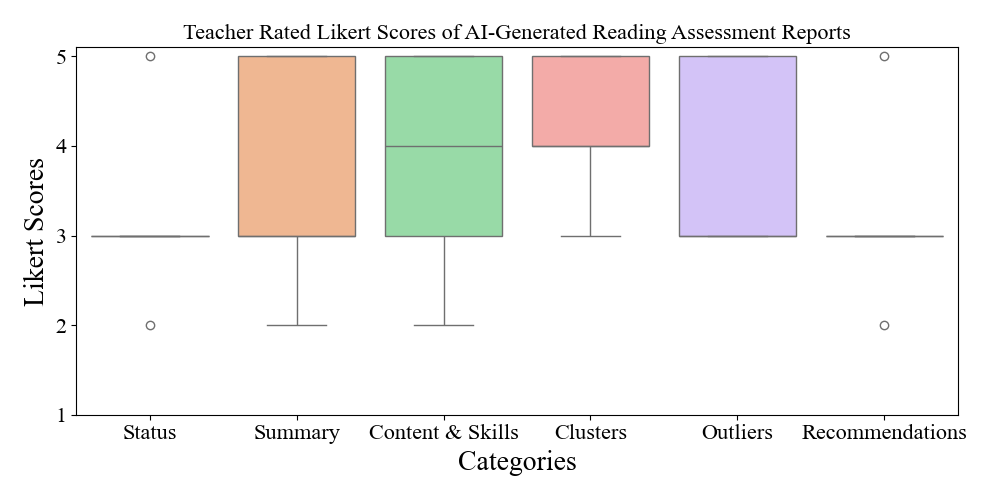 Teacher Rated Likert Scores of AI-Generated Reading Assessment Reports
5
4
3
2
1
Likert Scores
Status Summary Content & Skills Clusters Outliers Recommendations
Categories